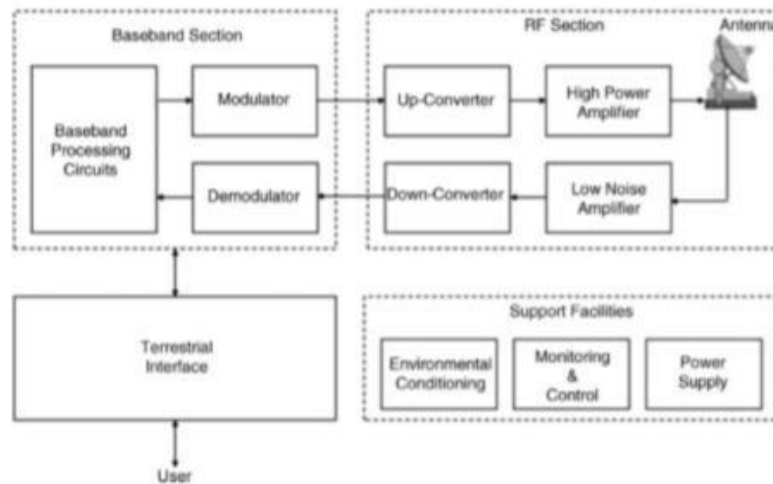 Baseband Section
RF Section
Antenna
Baseband
Processing
Circuits
Modulator
Up-Converter
High Power
Amplifier
Demodulator
Down-Converter
Low Noise
Amplifier
Terrestrial
Interface
Support Facilities
Environmental
Conditioning
Monitoring
&
Control
Power
Supply
User